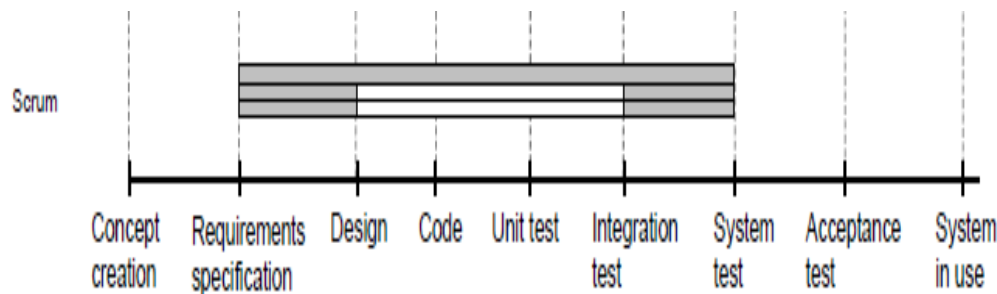 Scrum
Concept
creation
Requirements
specification
Design
Code
Unit test
Integration
test
System
test
Acceptance
test
System
in use